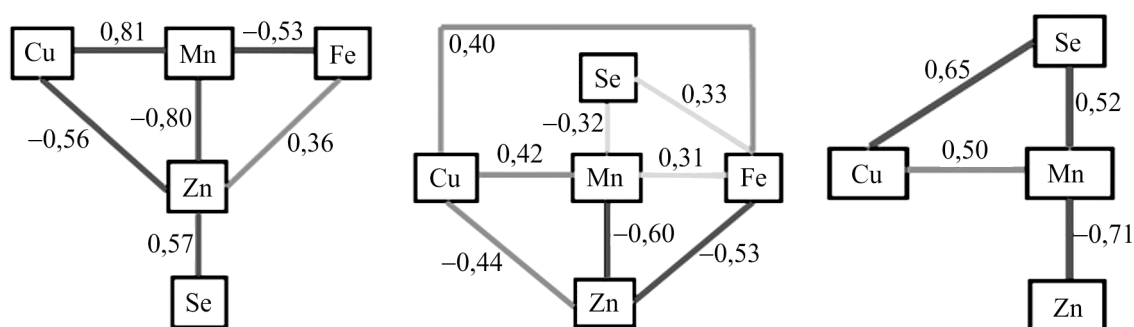 Cu 0,81 Mn −0,53 Fe
−0,56 −0,80 0,36
Zn
0,57
Se
0,40
Se 0,33
−0,32
Cu 0,42 Mn 0,31 Fe
−0,44 −0,60 −0,53
Zn
Se
0,65 0,52
Cu 0,50 Mn
−0,71
Zn